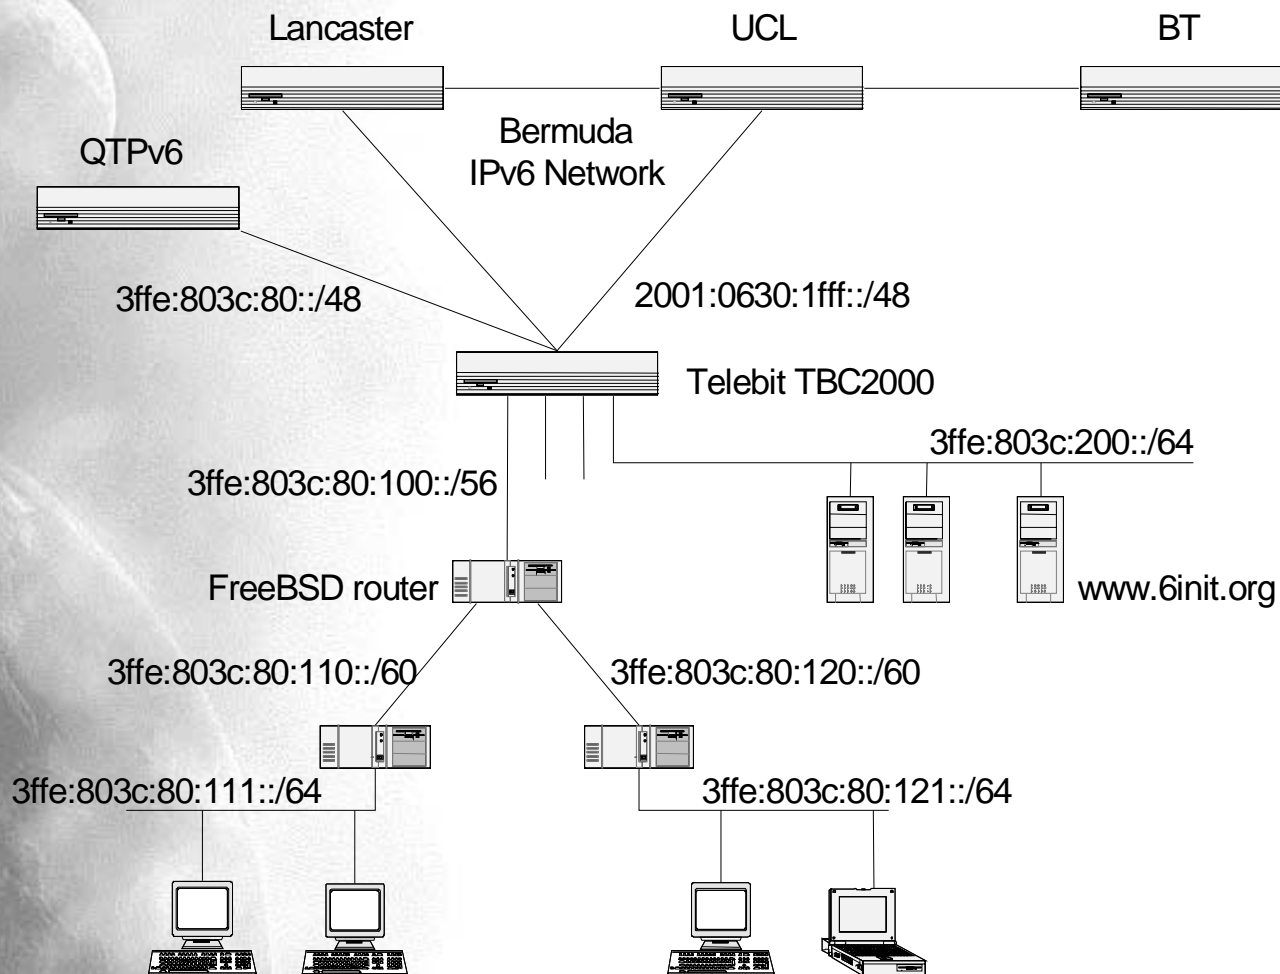 Lancaster
UCL
BT
QTPv6
Bermuda
IPv6 Network
3ffe:803c:80::/48
2001:0630:1fff::/48
Telebit TBC2000
3ffe:803c:200::/64
3ffe:803c:80:100::/56
FreeBSD router
www.6init.org
3ffe:803c:80:110::/60
3ffe:803c:80:120::/60
3ffe:803c:80:111::/64
3ffe:803c:80:121::/64